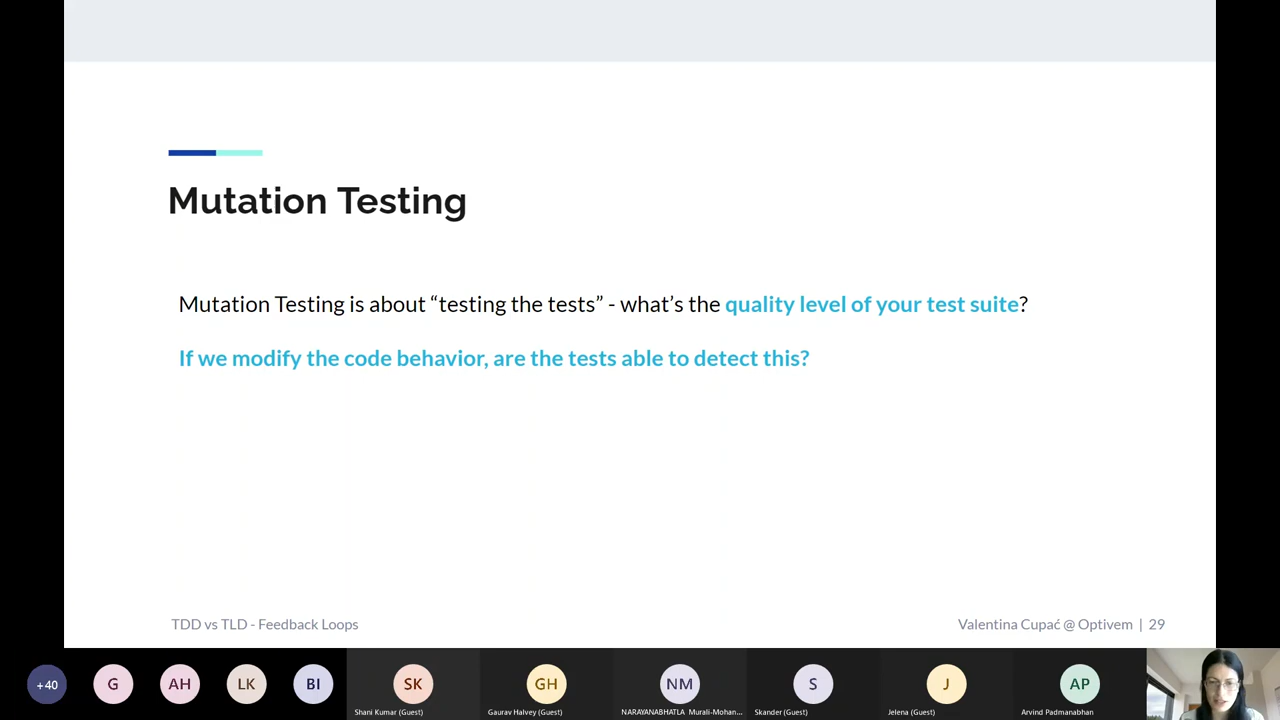 Mutation Testing
Mutation Testing is about “testing the tests” - what’s the quality level of your test suite?
If we modify the code behavior, are the tests able to detect this?
TDD vs TLD - Feedback Loops
Valentina Cupać @ Optivem | 29
+40
G
AH
LK
BI
SK
GH
NM
S
J
AP
Shani Kumar (Guest)
Gaurav Halvey (Guest)
NARAYANABHATLA Murali-Mohan...
Skander (Guest)
Jelena (Guest)
Arvind Padmanabhan